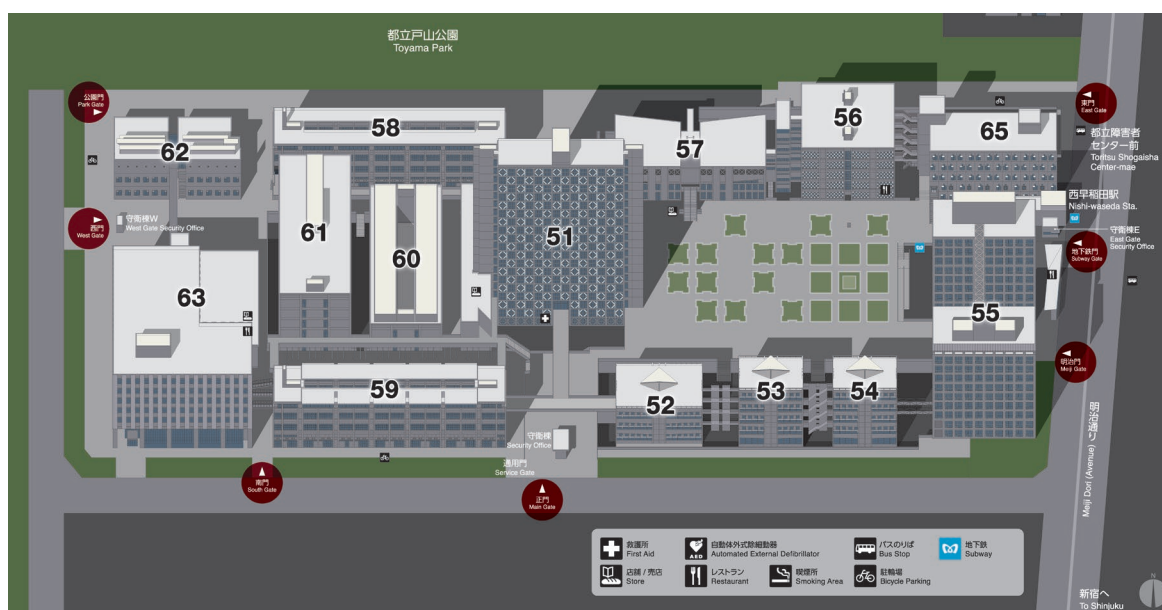 都立戸山公園
Toyama Park
公園門
Park Gate
東門
East Gate
都立障害者
センター前
Toritsu Shogaisha
Center-mae
西早稲田駅
Nishi-waseda Sta.
守衛棟E
East Gate
Security Office
地下鉄門
Subway Gate
守衛棟W
West Gate Security Office
西門
West Gate
58
56
65
62
57
61
60
51
63
55
59
52
53
54
明治門
Meiji Gate
明治通り
Meiji Dori (Avenue)
守衛棟
Security Office
通用門
Service Gate
南門
South Gate
正門
Main Gate
救護所
First Aid
AED
自動体外式除細動器
Automated External Defibrillator
バスのりば
Bus Stop
地下鉄
Subway
店舗 / 売店
Store
レストラン
Restaurant
喫煙所
Smoking Area
駐輪場
Bicycle Parking
新宿へ
To Shinjuku
N